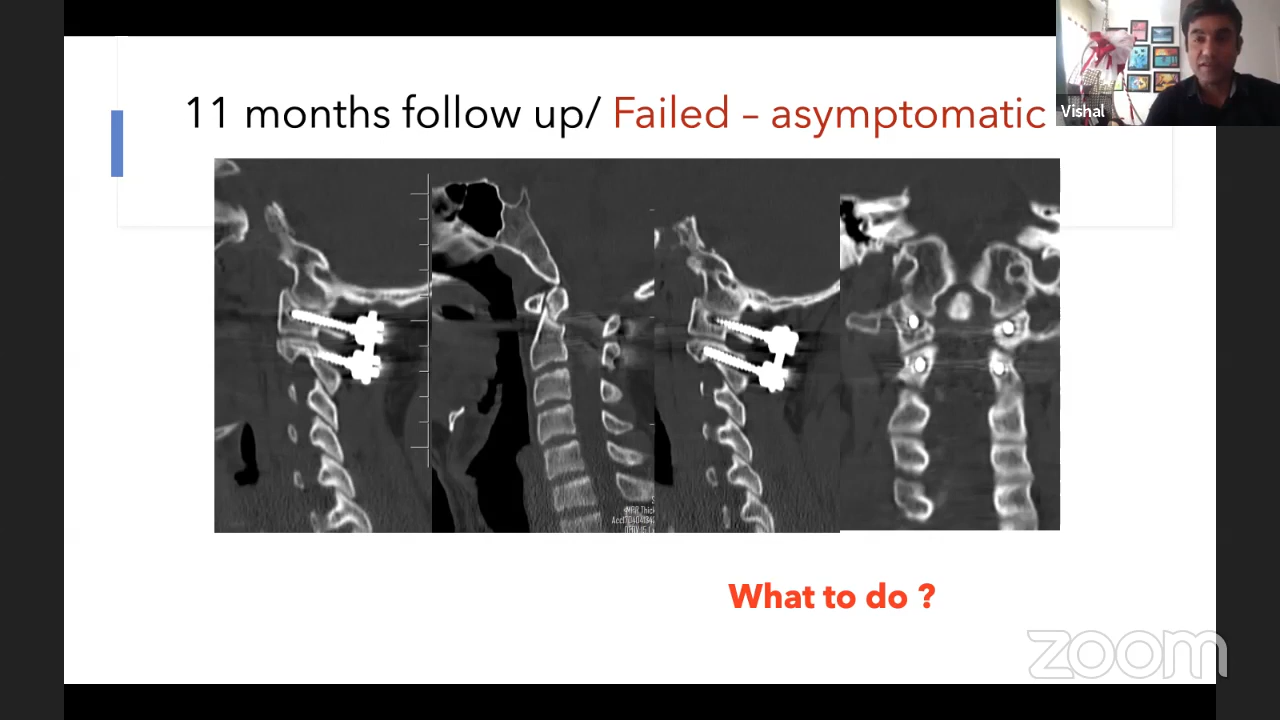 11 months follow up/ Failed – asymptomatic
Vishal
What to do ?
zoom